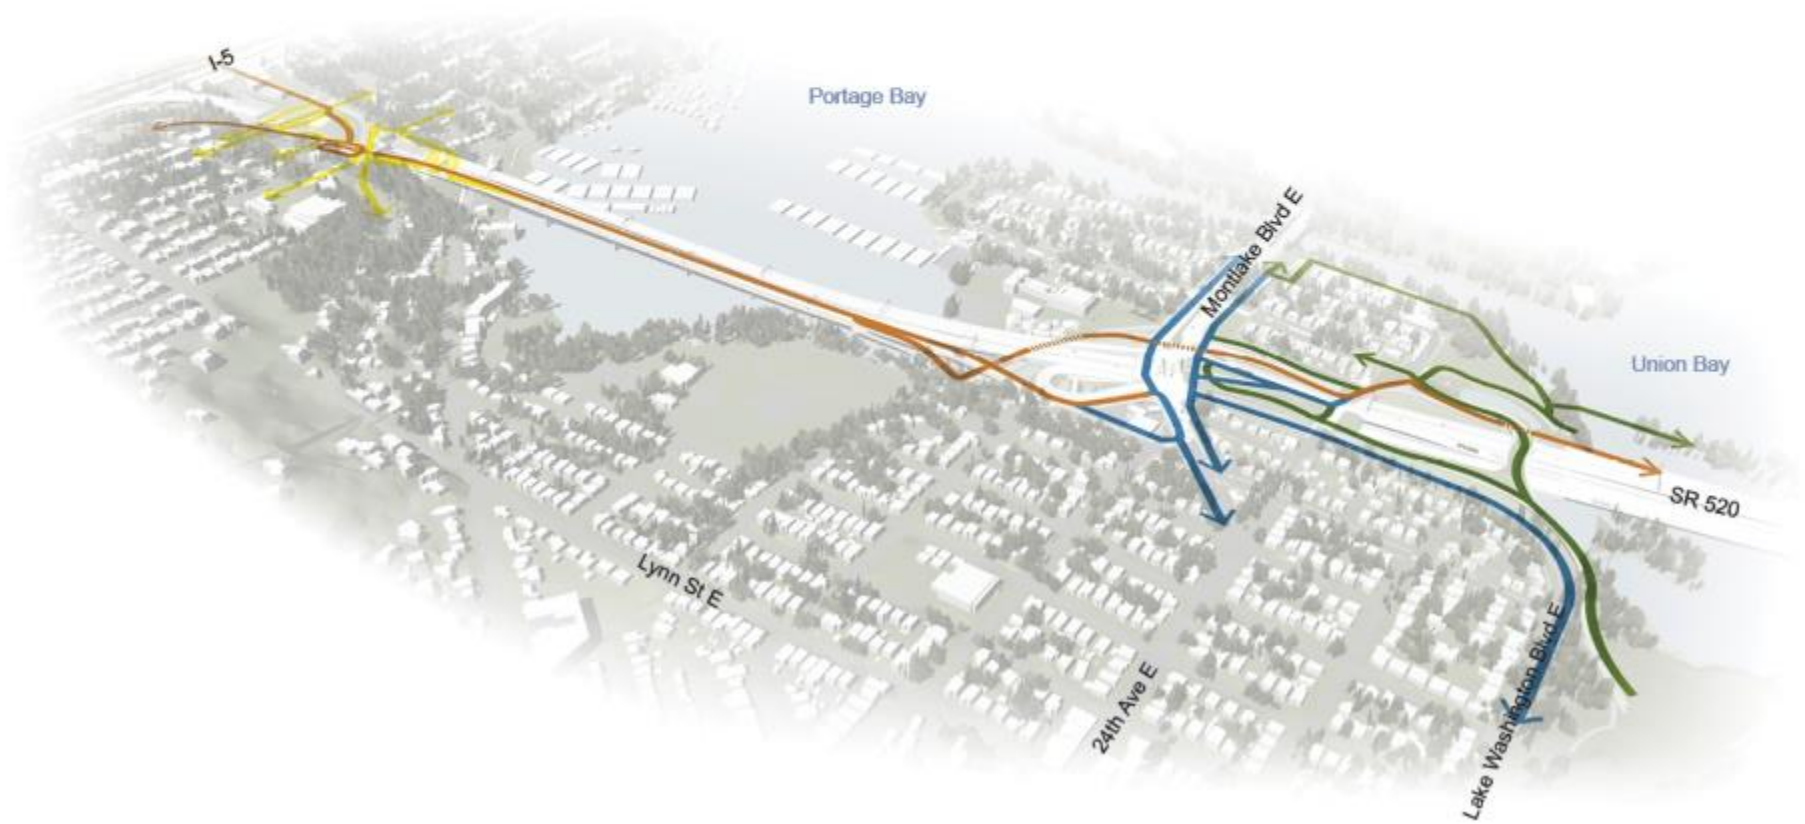 I-5
Portage Bay
Montlake Blvd E
Union Bay
SR 520
Lynn St E
24th Ave E
Lake Washington Blvd E